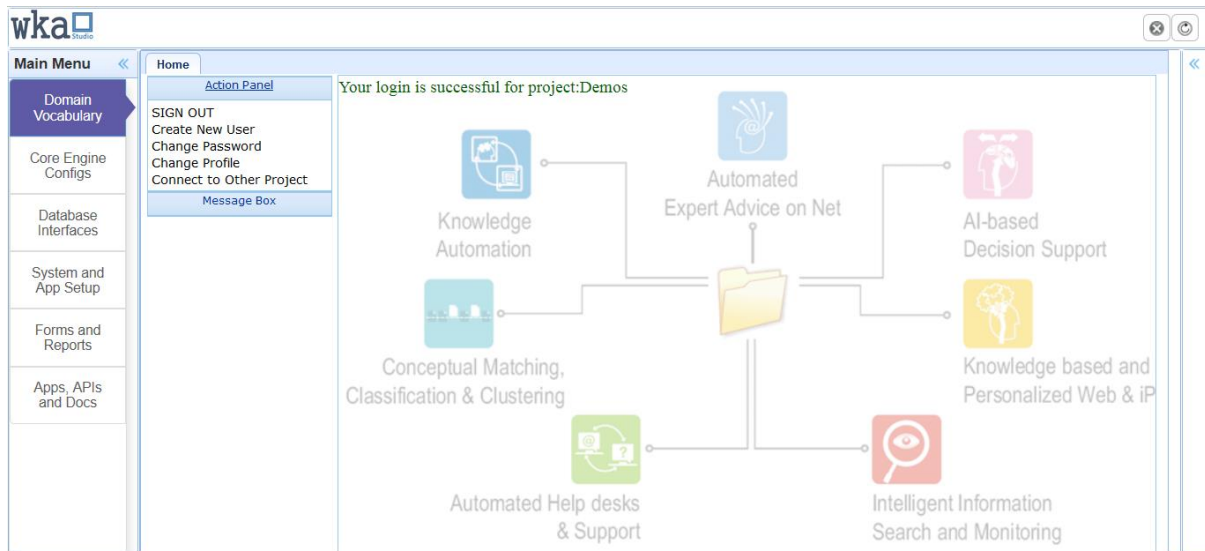 wka
Studio
Main Menu
Domain
Vocabulary
Core Engine
Configs
Database
Interfaces
System and
App Setup
Forms and
Reports
Apps, APIs
and Docs
Home
Action Panel
SIGN OUT
Create New User
Change Password
Change Profile
Connect to Other Project
Message Box
Your login is successful for project:Demos
Automated
Expert Advice on Net
Knowledge
Automation
AI-based
Decision Support
Conceptual Matching,
Classification & Clustering
Knowledge based and
Personalized Web & iP
Automated Help desks
& Support
Intelligent Information
Search and Monitoring